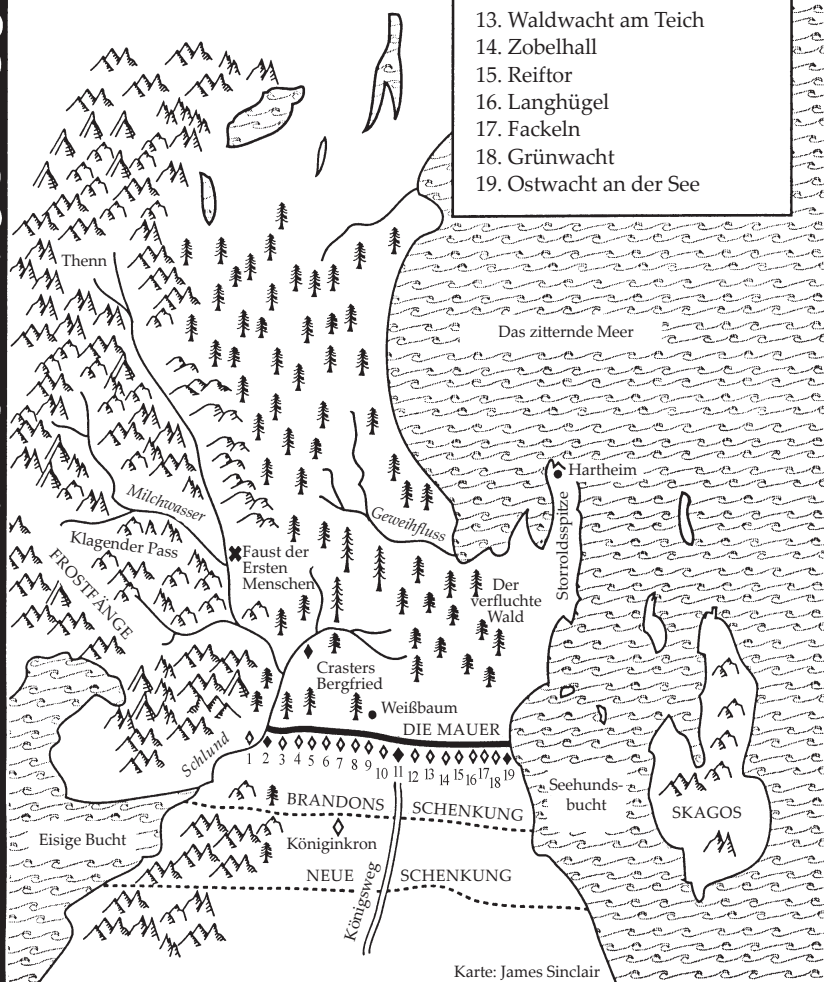 13. Waldwacht am Teich
14. Zobelhall
15. Reiftor
16. Langhügel
17. Fackeln
18. Grünwacht
19. Ostwacht an der See
Thenn
Das zitternde Meer
Hartheim
Storroldsspitze
Milchwasser
Geweihfluss
Klagender Pass
FROSTFÄNGE
Faust der
Ersten
Menschen
Der
verfluchte
Wald
Crasters
Bergfried
Weißbaum
DIE MAUER
Schlund
1 2 3 4 5 6 7 8 9 10 11 12 13 14 15 16 17 18 19
Seehunds-
bucht
SKAGOS
BRANDONS SCHENKUNG
Eisige Bucht
Königinkron
NEUE SCHENKUNG
Königsweg
Karte: James Sinclair